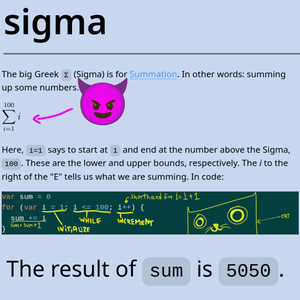 sigma
The big Greek Σ (Sigma) is for Summation. In other words: summing
up some numbers.
100
∑ i
i=1
Here, i=1 says to start at 1 and end at the number above the Sigma,
100. These are the lower and upper bounds, respectively. The i to the
right of the "E" tells us what we are summing. In code:
var sum = 0
shorthand for i=i+1
for (var i = 1; i <= 100; i++) {
sum += i
sum=sum+i
}
INITIALIZE
WHILE
INCREMENT
CAT
The result of sum is 5050.